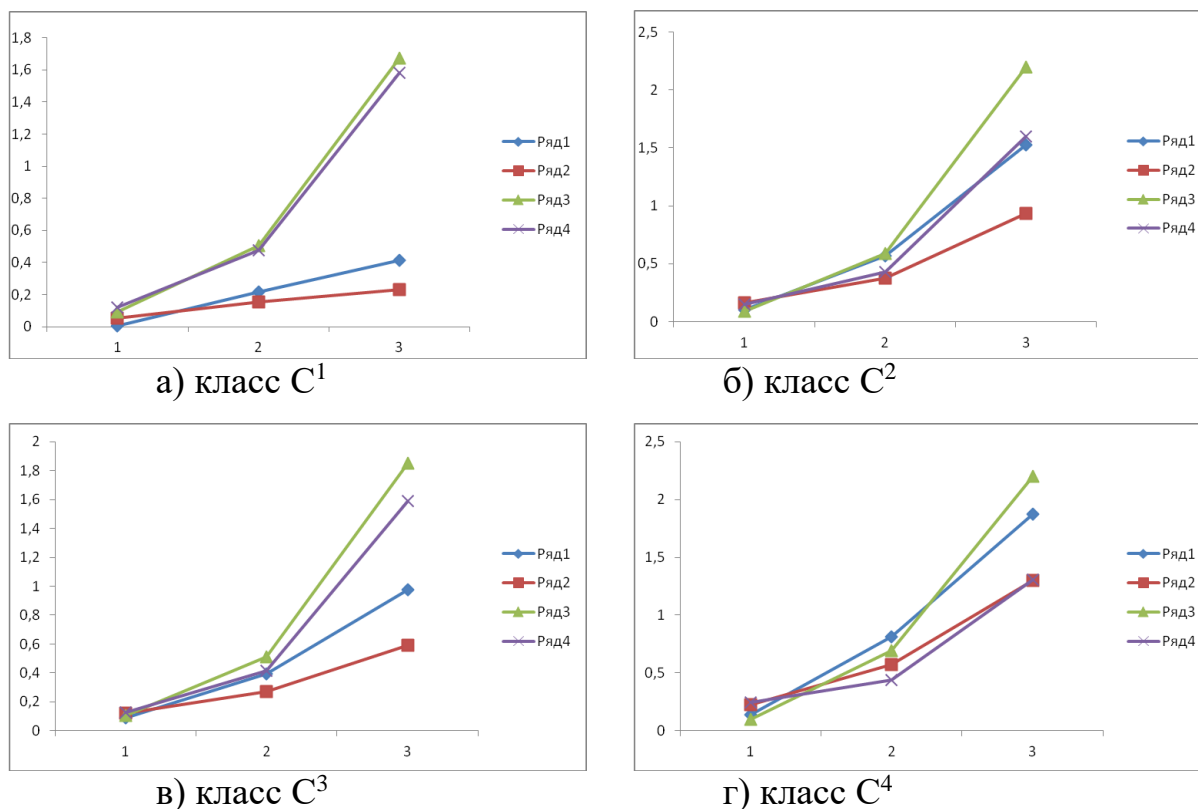 1,8
1,6
1,4
1,2
1
0,8
0,6
0,4
0,2
0
1 2 3
Ряд1
Ряд2
Ряд3
Ряд4
а) класс C¹
2,5
2
1,5
1
0,5
0
1 2 3
Ряд1
Ряд2
Ряд3
Ряд4
б) класс C²
2
1,8
1,6
1,4
1,2
1
0,8
0,6
0,4
0,2
0
1 2 3
Ряд1
Ряд2
Ряд3
Ряд4
в) класс C³
2,5
2
1,5
1
0,5
0
1 2 3
Ряд1
Ряд2
Ряд3
Ряд4
г) класс C⁴